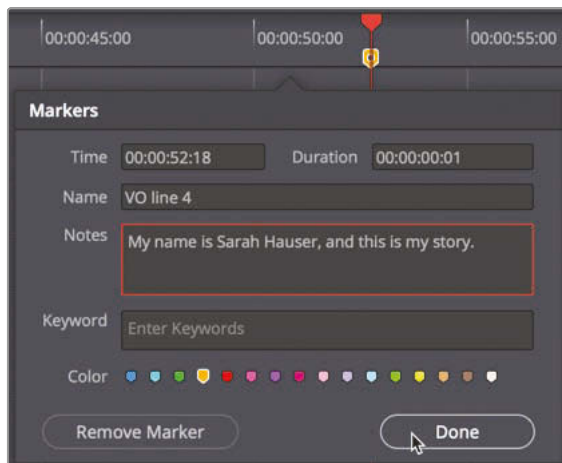 00:00:45:00 00:00:50:00 00:00:55:00
Markers
Time 00:00:52:18 Duration 00:00:00:01
Name VO line 4
Notes My name is Sarah Hauser, and this is my story.
Keyword Enter Keywords
Color
Remove Marker Done